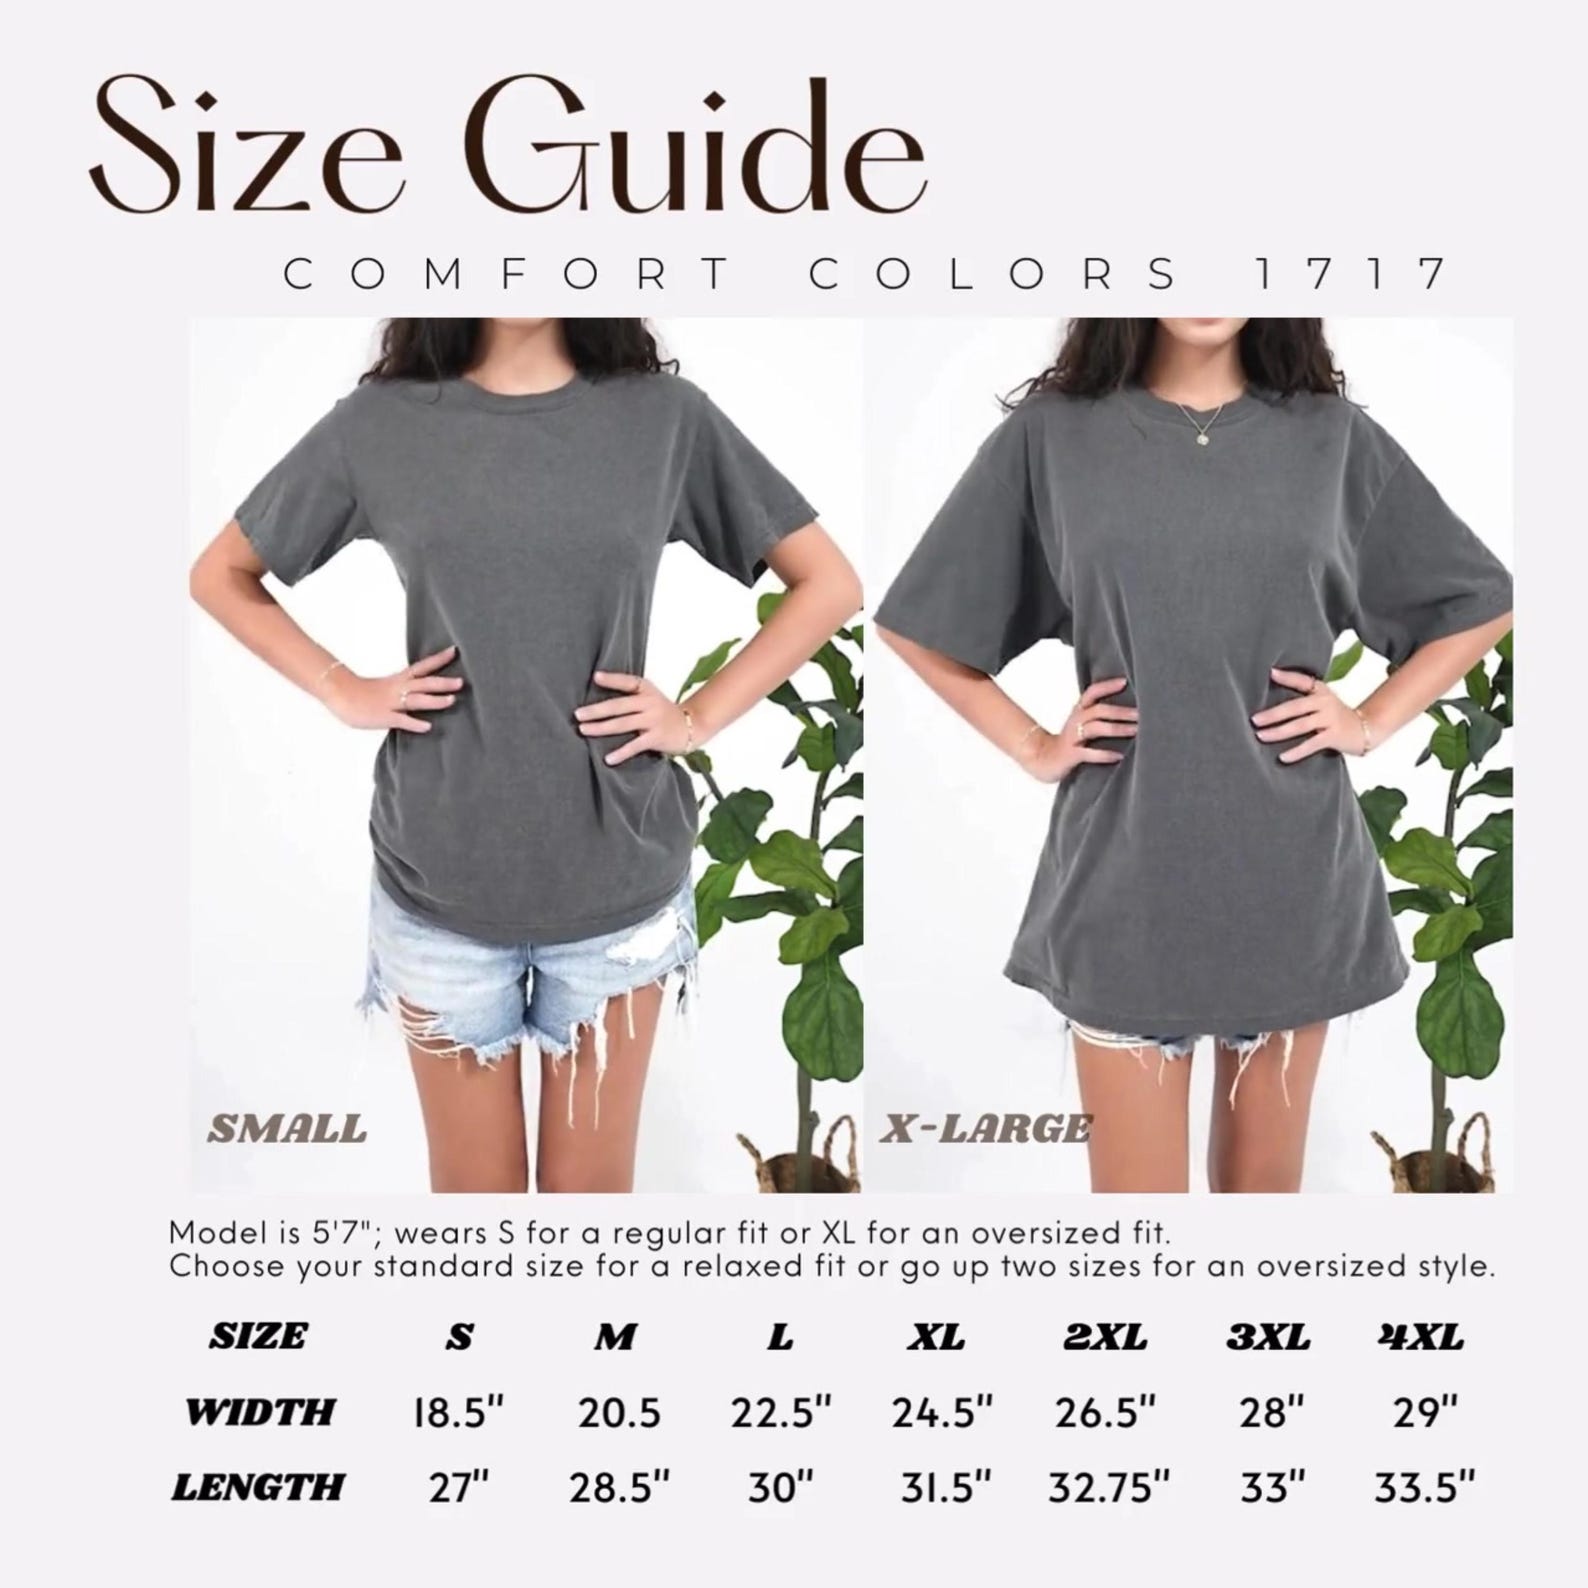 Size Guide
COMFORT COLORS 1717
SMALL
X-LARGE
Model is 5'7"; wears S for a regular fit or XL for an oversized fit.
Choose your standard size for a relaxed fit or go up two sizes for an oversized style.
SIZE S M L XL 2XL 3XL 4XL
WIDTH 18.5" 20.5 22.5" 24.5" 26.5" 28" 29"
LENGTH 27" 28.5" 30" 31.5" 32.75" 33" 33.5"